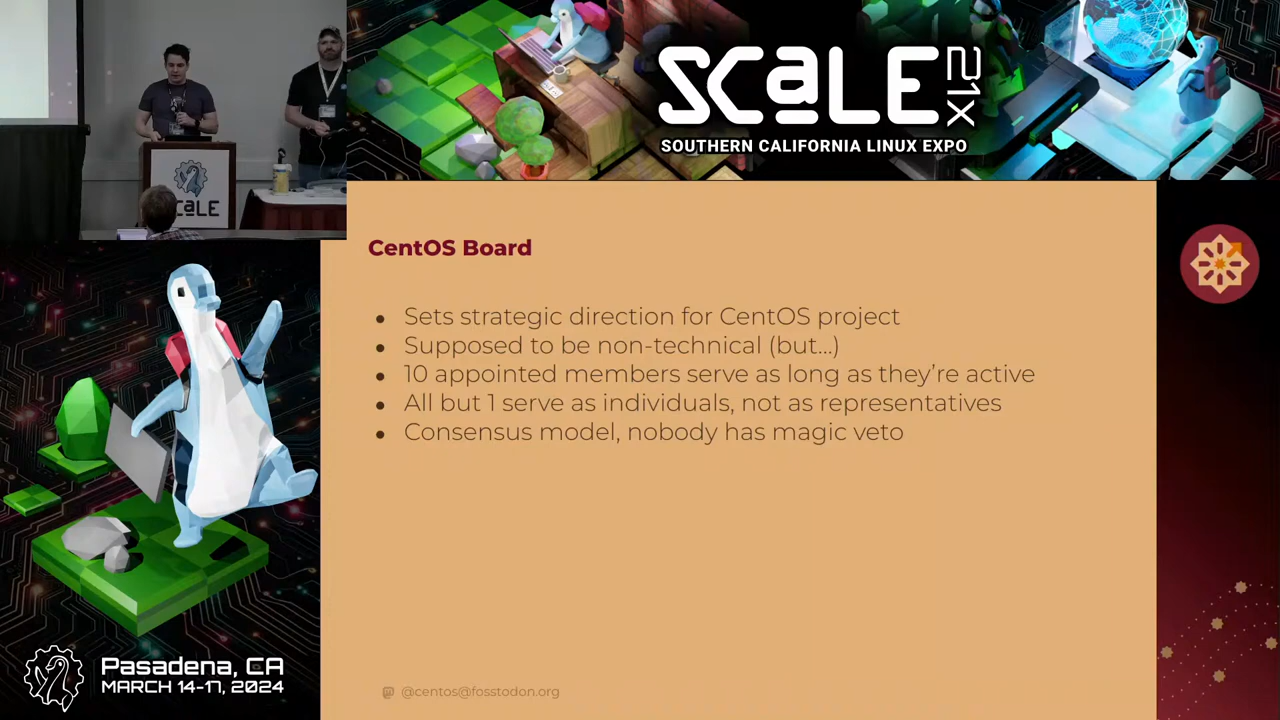 SCaLE 21X
SOUTHERN CALIFORNIA LINUX EXPO
SCaLE
CentOS Board
● Sets strategic direction for CentOS project
● Supposed to be non-technical (but...)
● 10 appointed members serve as long as they’re active
● All but 1 serve as individuals, not as representatives
● Consensus model, nobody has magic veto
@centos@fosstodon.org
Pasadena, CA
MARCH 14-17, 2024